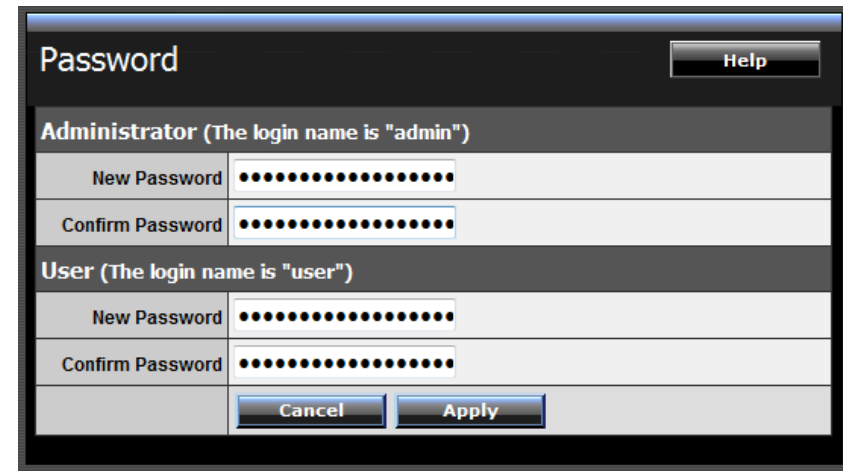 Password
Help
Administrator (The login name is "admin")
New Password ••••••••••••••••••
Confirm Password ••••••••••••••••••
User (The login name is "user")
New Password ••••••••••••••••••
Confirm Password ••••••••••••••••••
Cancel Apply